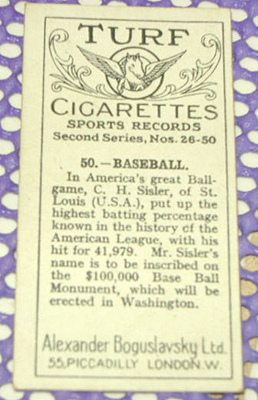 TURF
CIGARETTES
SPORTS RECORDS
Second Series, Nos. 26-50
50.—BASEBALL.
In America's great Ball-
game, C. H. Sisler, of St.
Louis (U.S.A.), put up the
highest batting percentage
known in the history of the
American League, with his
hit for 41,979. Mr. Sisler's
name is to be inscribed on
the $100,000 Base Ball
Monument, which will be
erected in Washington.
Alexander Boguslavsky Ltd.
55, PICCADILLY LONDON. W.